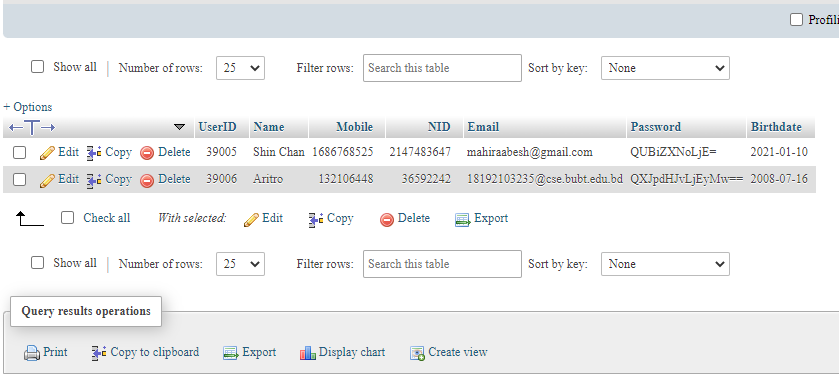 Profili
Show all Number of rows: 25 Filter rows: Search this table Sort by key: None
+ Options
←T→ UserID Name Mobile NID Email Password Birthdate
Edit Copy Delete 39005 Shin Chan 1686768525 2147483647 mahiraabesh@gmail.com QUBiZXNoLjE= 2021-01-10
Edit Copy Delete 39006 Aritro 132106448 36592242 18192103235@cse.bubt.edu.bd QXJpdHJvLjEyMw== 2008-07-16
Check all With selected: Edit Copy Delete Export
Show all Number of rows: 25 Filter rows: Search this table Sort by key: None
Query results operations
Print Copy to clipboard Export Display chart Create view